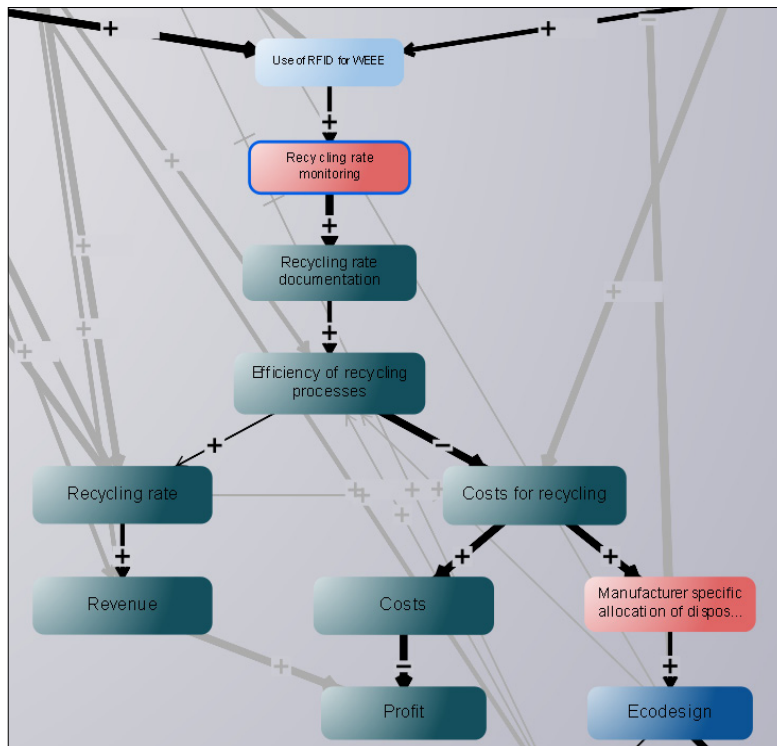 Use of RFID for WEEE
Recycling rate
monitoring
Recycling rate
documentation
Efficiency of recycling
processes
Recycling rate
Costs for recycling
Revenue
Costs
Manufacturer specific
allocation of dispos...
Profit
Ecodesign